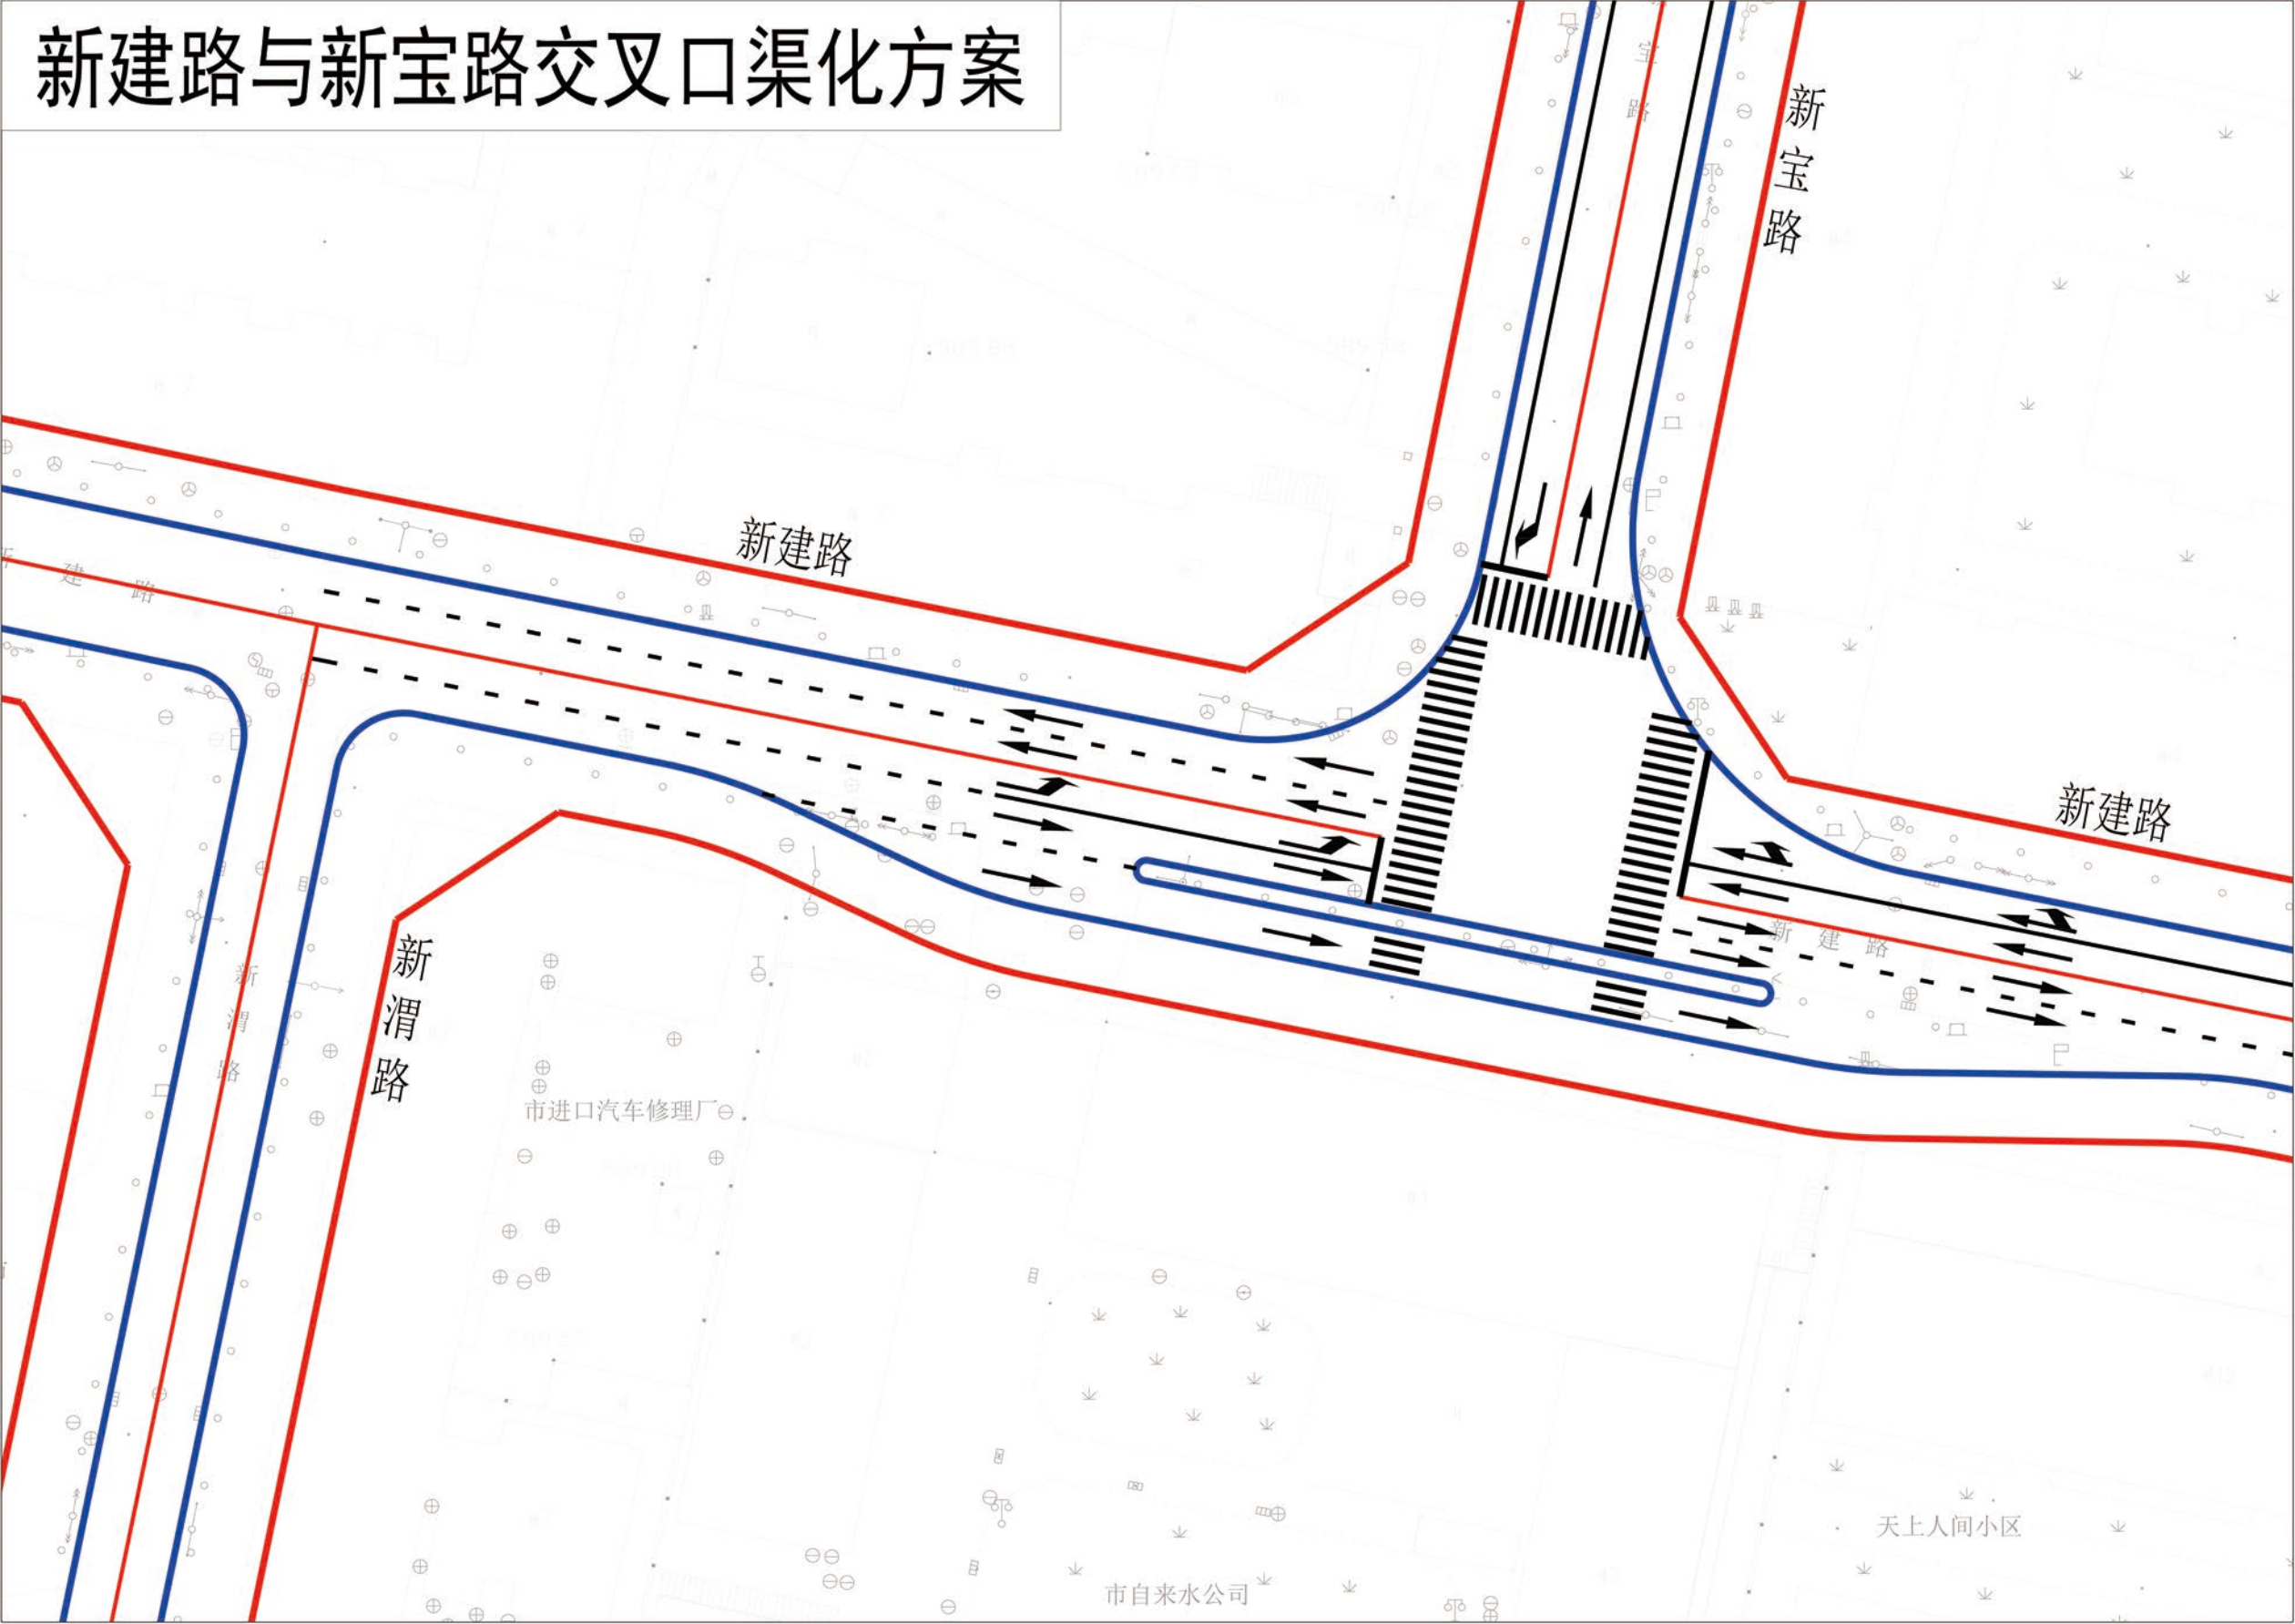 新建路与新宝路交叉口渠化方案
宝
路
新宝路
新建路
建路
新建路
新建路
新渭路
新渭路
市进口汽车修理厂
天上人间小区
市自来水公司